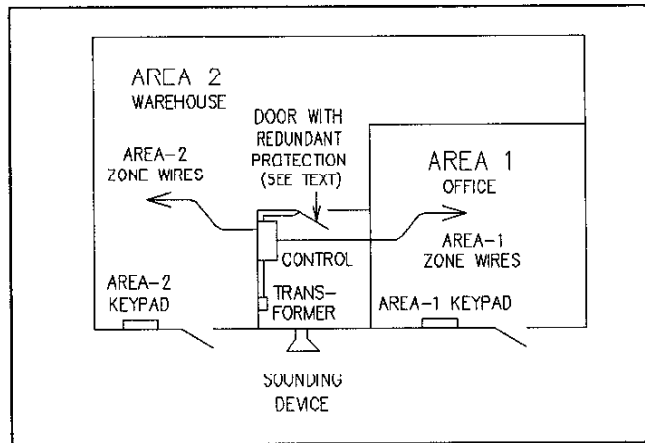 AREA 2
WAREHOUSE
DOOR WITH
REDUNDANT
PROTECTION
(SEE TEXT)
AREA-2
ZONE WIRES
AREA 1
OFFICE
AREA-1
ZONE WIRES
CONTROL
AREA-2
KEYPAD
TRANS-
FORMER
AREA-1 KEYPAD
SOUNDING
DEVICE